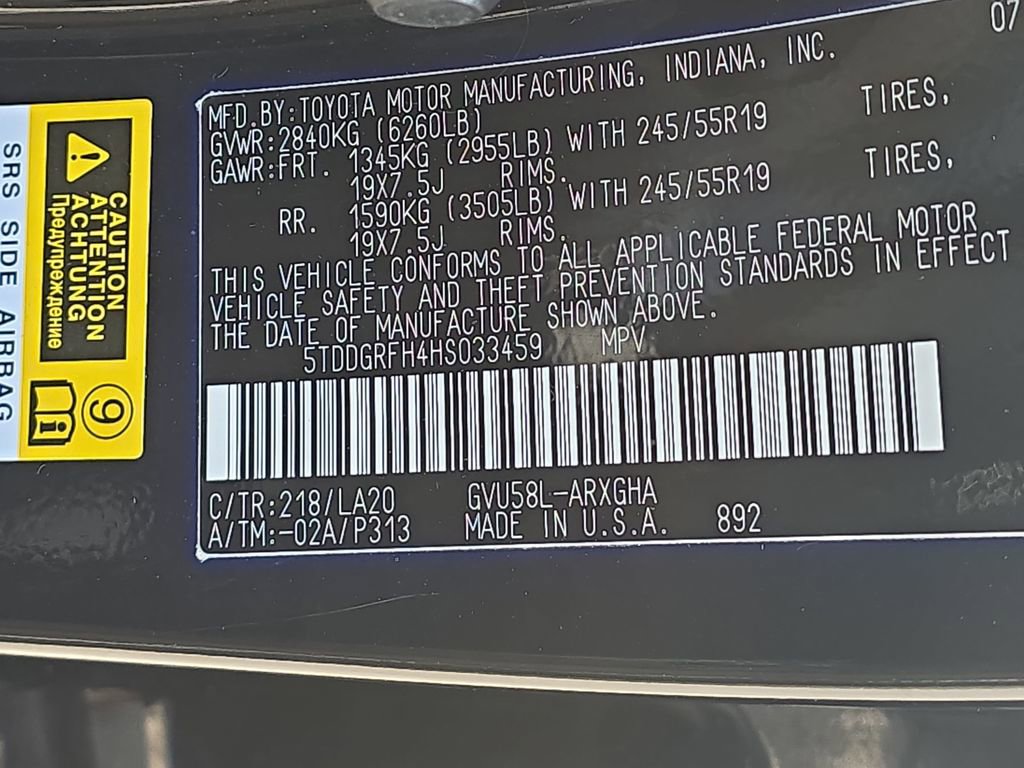 07
MFD.BY:TOYOTA MOTOR MANUFACTURING, INDIANA, INC.
GVWR:2840KG (6260LB)
GAWR:FRT. 1345KG (2955LB) WITH 245/55R19 TIRES,
19X7.5J RIMS.
RR. 1590KG (3505LB) WITH 245/55R19 TIRES,
19X7.5J RIMS.
THIS VEHICLE CONFORMS TO ALL APPLICABLE FEDERAL MOTOR
VEHICLE SAFETY AND THEFT PREVENTION STANDARDS IN EFFECT
THE DATE OF MANUFACTURE SHOWN ABOVE.
5TDDGRFH4HS033459 MPV
C/TR:218/LA20 GVU58L-ARXGHA
A/TM:-02A/P313 MADE IN U.S.A. 892
CAUTION
ATTENTION
ACHTUNG
Предупреждение
9
i
SRS SIDE AIRBAG